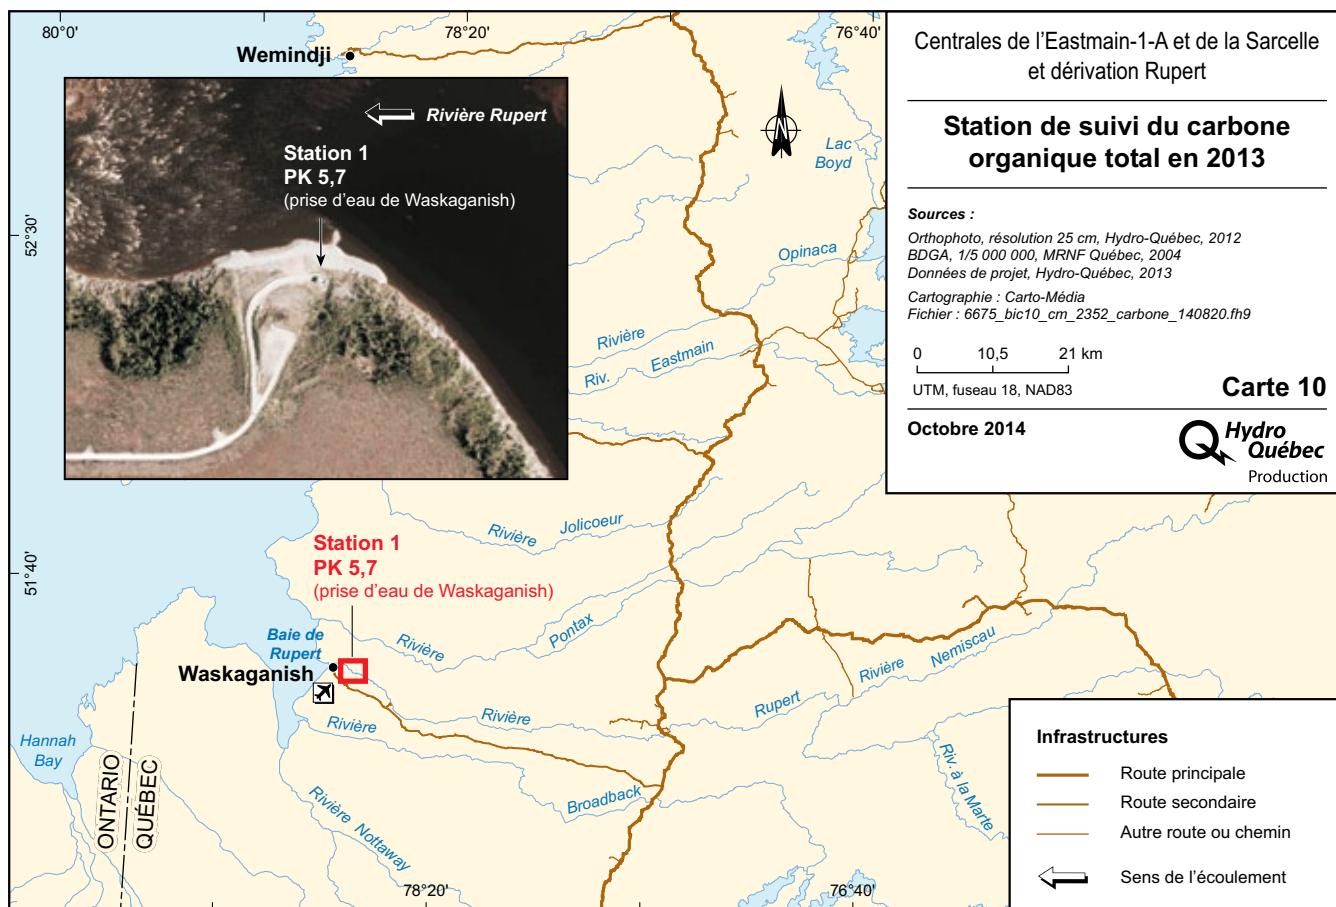 80°0'
78°20'
76°40'
Wemindji
Rivière Rupert
Station 1
PK 5,7
(prise d'eau de Waskaganish)
52°30'
51°40'
Lac
Boyd
Opinaca
Rivière
Riv. Eastmain
Rivière Jolicoeur
Station 1
PK 5,7
(prise d'eau de Waskaganish)
Rivière Pontax
Baie de
Rupert
Waskaganish
Rivière Nemiscau
Rivière Rupert
Rivière Broadback
Rivière Nottaway
Riv. à la Marte
Hannah
Bay
ONTARIO
QUÉBEC
78°20'
76°40'
N
Centrales de l'Eastmain-1-A et de la Sarcelle
et dérivation Rupert
Station de suivi du carbone
organique total en 2013
Sources :
Orthophoto, résolution 25 cm, Hydro-Québec, 2012
BDGA, 1/5 000 000, MRNF Québec, 2004
Données de projet, Hydro-Québec, 2013
Cartographie : Carto-Média
Fichier : 6675_bic10_cm_2352_carbone_140820.fh9
0 10,5 21 km
UTM, fuseau 18, NAD83
Carte 10
Octobre 2014
Hydro
Québec
Production
Infrastructures
Route principale
Route secondaire
Autre route ou chemin
Sens de l'écoulement